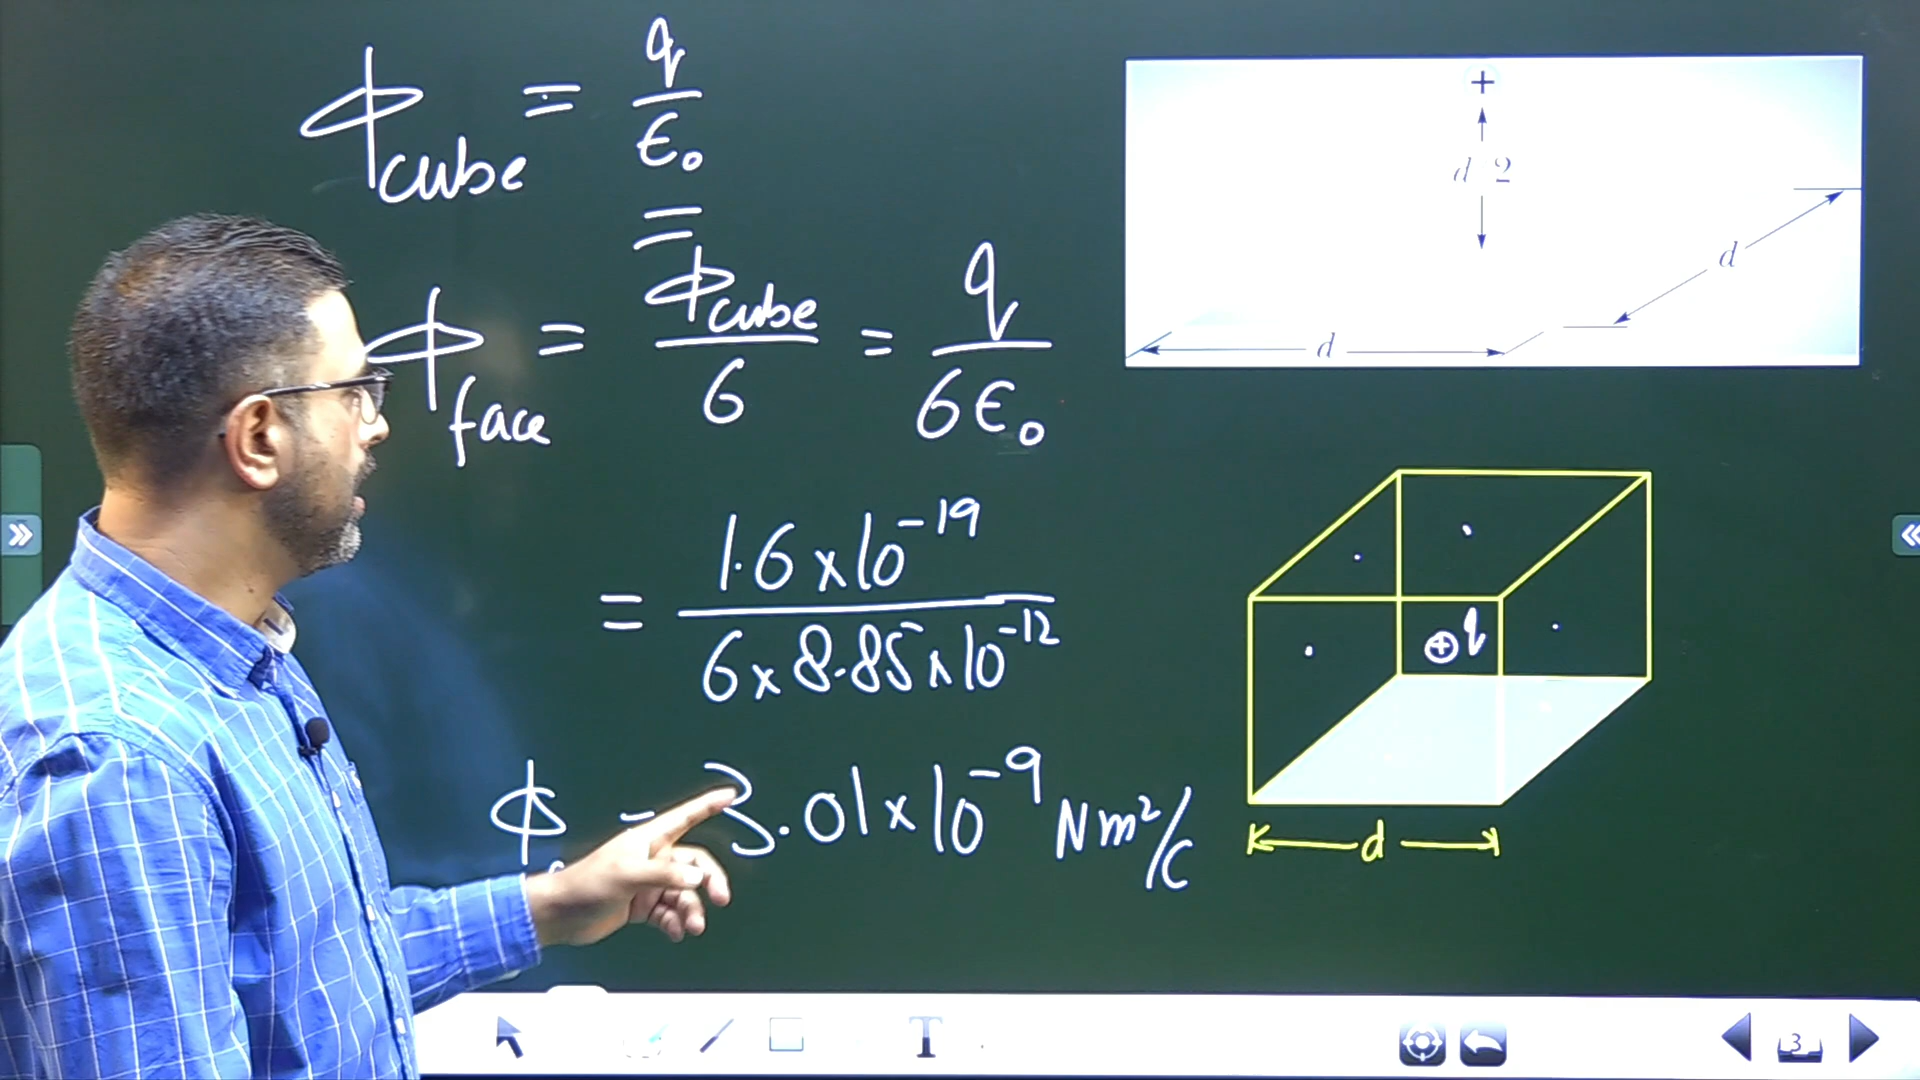 ϕcube = q/ϵ₀
=
ϕface = ϕcube/6 = q/6ϵ₀
= 1.6×10⁻¹⁹/6×8.85×10⁻¹²
ϕ = 3.01×10⁻⁹ Nm²/C
+
d 2
d
d
⊕ q
d
T
3